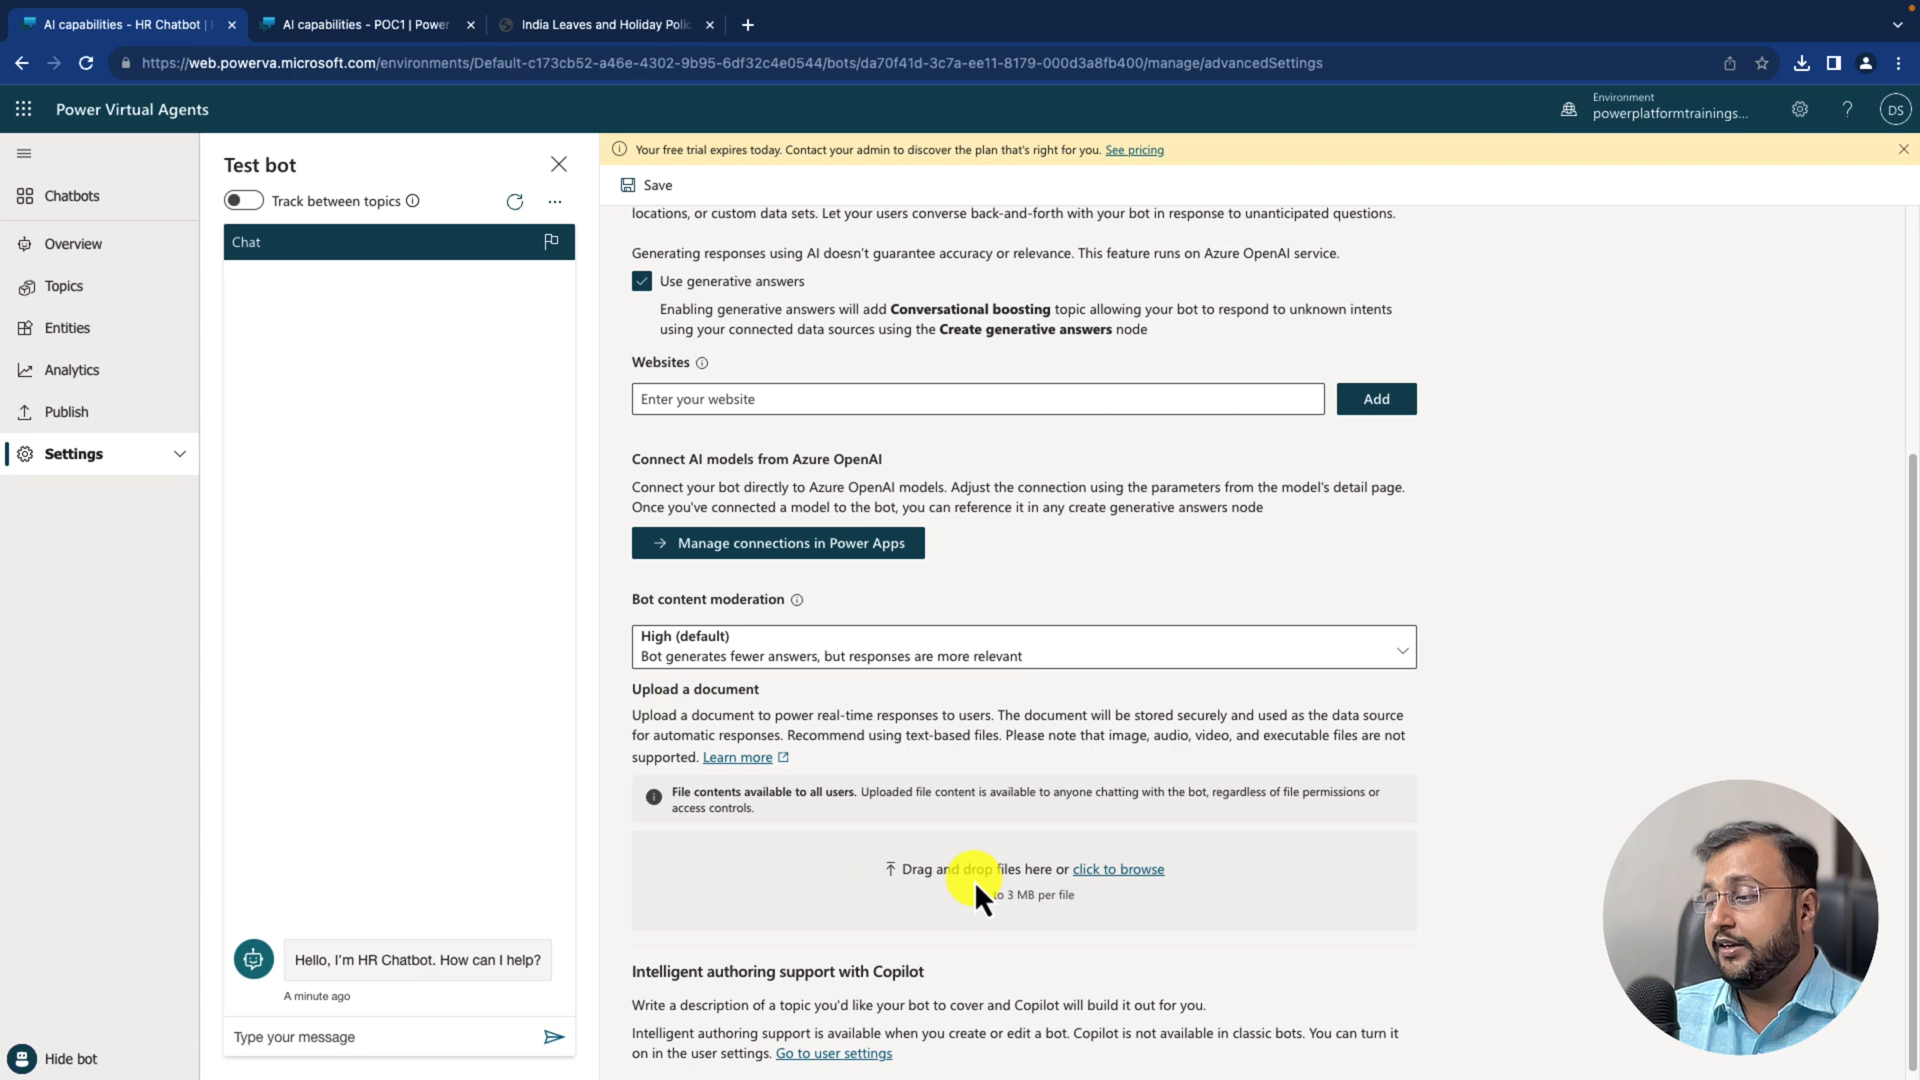 AI capabilities - HR Chatbot |
AI capabilities - POC1 | Power
India Leaves and Holiday Polic
https://web.powerva.microsoft.com/environments/Default-c173cb52-a46e-4302-9b95-6df32c4e0544/bots/da70f41d-3c7a-ee11-8179-000d3a8fb400/manage/advancedSettings
Power Virtual Agents
Environment
powerplatformtrainings...
DS
Chatbots
Overview
Topics
Entities
Analytics
Publish
Settings
Hide bot
Test bot
Track between topics
Chat
Hello, I'm HR Chatbot. How can I help?
A minute ago
Type your message
Your free trial expires today. Contact your admin to discover the plan that's right for you. See pricing
Save
locations, or custom data sets. Let your users converse back-and-forth with your bot in response to unanticipated questions.
Generating responses using AI doesn't guarantee accuracy or relevance. This feature runs on Azure OpenAI service.
Use generative answers
Enabling generative answers will add Conversational boosting topic allowing your bot to respond to unknown intents
using your connected data sources using the Create generative answers node
Websites
Enter your website
Add
Connect AI models from Azure OpenAI
Connect your bot directly to Azure OpenAI models. Adjust the connection using the parameters from the model's detail page.
Once you've connected a model to the bot, you can reference it in any create generative answers node
Manage connections in Power Apps
Bot content moderation
High (default)
Bot generates fewer answers, but responses are more relevant
Upload a document
Upload a document to power real-time responses to users. The document will be stored securely and used as the data source
for automatic responses. Recommend using text-based files. Please note that image, audio, video, and executable files are not
supported. Learn more
File contents available to all users. Uploaded file content is available to anyone chatting with the bot, regardless of file permissions or
access controls.
Drag and drop files here or click to browse
to 3 MB per file
Intelligent authoring support with Copilot
Write a description of a topic you'd like your bot to cover and Copilot will build it out for you.
Intelligent authoring support is available when you create or edit a bot. Copilot is not available in classic bots. You can turn it
on in the user settings. Go to user settings